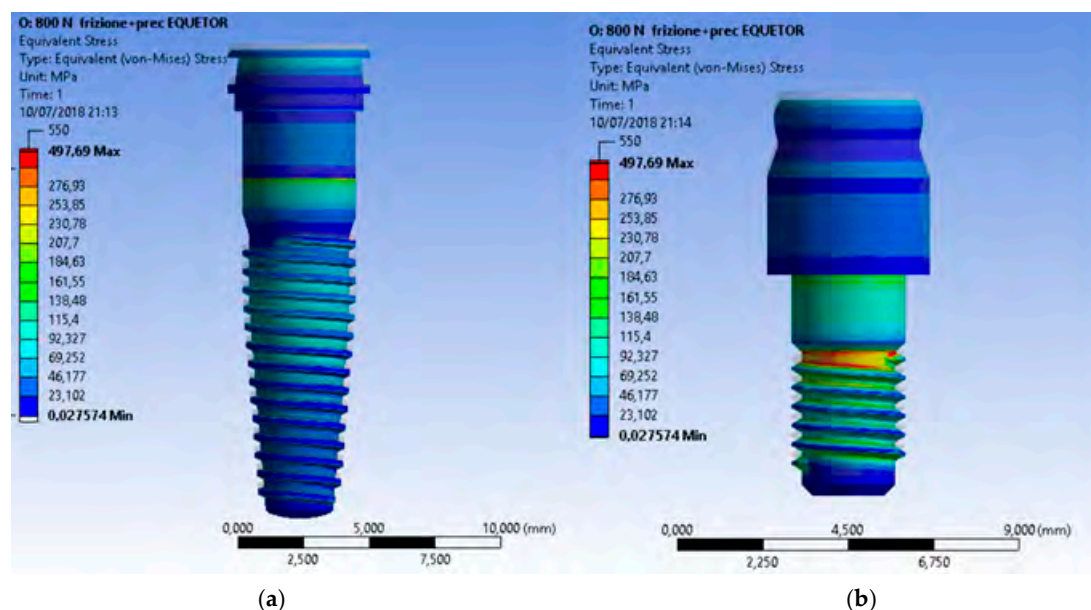 O: 800 N frizione+prec EQUETOR
Equivalent Stress
Type: Equivalent (von-Mises) Stress
Unit: MPa
Time: 1
10/07/2018 21:13
550
497,69 Max
276,93
253,85
230,78
207,7
184,63
161,55
138,48
115,4
92,327
69,252
46,177
23,102
0,027574 Min
0,000
5,000
10,000 (mm)
2,500
7,500
(a)
O: 800 N frizione+prec EQUETOR
Equivalent Stress
Type: Equivalent (von-Mises) Stress
Unit: MPa
Time: 1
10/07/2018 21:14
550
497,69 Max
276,93
253,85
230,78
207,7
184,63
161,55
138,48
115,4
92,327
69,252
46,177
23,102
0,027574 Min
0,000
4,500
9,000 (mm)
2,250
6,750
(b)